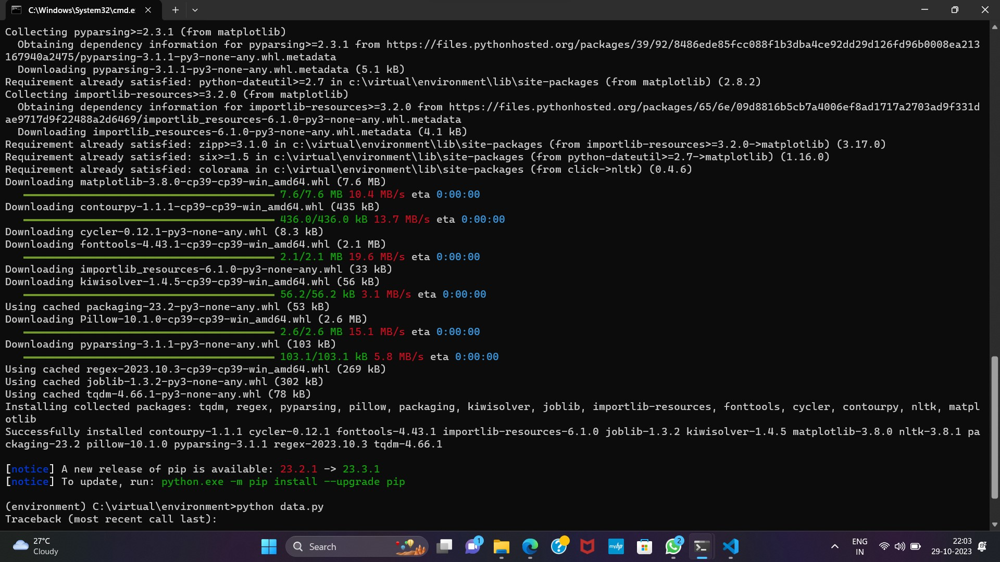 C:\Windows\System32\cmd.e
Collecting pyparsing>=2.3.1 (from matplotlib)
  Obtaining dependency information for pyparsing>=2.3.1 from https://files.pythonhosted.org/packages/39/92/8486ede85fcc088f1b3dba4ce92dd29d126fd96b0008ea213
167940a2475/pyparsing-3.1.1-py3-none-any.whl.metadata
  Downloading pyparsing-3.1.1-py3-none-any.whl.metadata (5.1 kB)
Requirement already satisfied: python-dateutil>=2.7 in c:\virtual\environment\lib\site-packages (from matplotlib) (2.8.2)
Collecting importlib-resources>=3.2.0 (from matplotlib)
  Obtaining dependency information for importlib-resources>=3.2.0 from https://files.pythonhosted.org/packages/65/6e/09d8816b5cb7a4006ef8ad1717a2703ad9f331d
ae9717d9f22488a2d6469/importlib_resources-6.1.0-py3-none-any.whl.metadata
  Downloading importlib_resources-6.1.0-py3-none-any.whl.metadata (4.1 kB)
Requirement already satisfied: zipp>=3.1.0 in c:\virtual\environment\lib\site-packages (from importlib-resources>=3.2.0->matplotlib) (3.17.0)
Requirement already satisfied: six>=1.5 in c:\virtual\environment\lib\site-packages (from python-dateutil>=2.7->matplotlib) (1.16.0)
Requirement already satisfied: colorama in c:\virtual\environment\lib\site-packages (from click->nltk) (0.4.6)
Downloading matplotlib-3.8.0-cp39-cp39-win_amd64.whl (7.6 MB)
7.6/7.6 MB 10.4 MB/s eta 0:00:00
Downloading contourpy-1.1.1-cp39-cp39-win_amd64.whl (435 kB)
436.0/436.0 kB 13.7 MB/s eta 0:00:00
Downloading cycler-0.12.1-py3-none-any.whl (8.3 kB)
Downloading fonttools-4.43.1-cp39-cp39-win_amd64.whl (2.1 MB)
2.1/2.1 MB 19.6 MB/s eta 0:00:00
Downloading importlib_resources-6.1.0-py3-none-any.whl (33 kB)
Downloading kiwisolver-1.4.5-cp39-cp39-win_amd64.whl (56 kB)
56.2/56.2 kB 3.1 MB/s eta 0:00:00
Using cached packaging-23.2-py3-none-any.whl (53 kB)
Downloading Pillow-10.1.0-cp39-cp39-win_amd64.whl (2.6 MB)
2.6/2.6 MB 15.1 MB/s eta 0:00:00
Downloading pyparsing-3.1.1-py3-none-any.whl (103 kB)
103.1/103.1 kB 5.8 MB/s eta 0:00:00
Using cached regex-2023.10.3-cp39-cp39-win_amd64.whl (269 kB)
Using cached joblib-1.3.2-py3-none-any.whl (302 kB)
Using cached tqdm-4.66.1-py3-none-any.whl (78 kB)
Installing collected packages: tqdm, regex, pyparsing, pillow, packaging, kiwisolver, joblib, importlib-resources, fonttools, cycler, contourpy, nltk, matpl
otlib
Successfully installed contourpy-1.1.1 cycler-0.12.1 fonttools-4.43.1 importlib-resources-6.1.0 joblib-1.3.2 kiwisolver-1.4.5 matplotlib-3.8.0 nltk-3.8.1 pa
ckaging-23.2 pillow-10.1.0 pyparsing-3.1.1 regex-2023.10.3 tqdm-4.66.1
[notice] A new release of pip is available: 23.2.1 -> 23.3.1
[notice] To update, run: python.exe -m pip install --upgrade pip
(environment) C:\virtual\environment>python data.py
Traceback (most recent call last):
27°C
Cloudy
Search
1
myhp
2
ENG
IN
22:03
29-10-2023